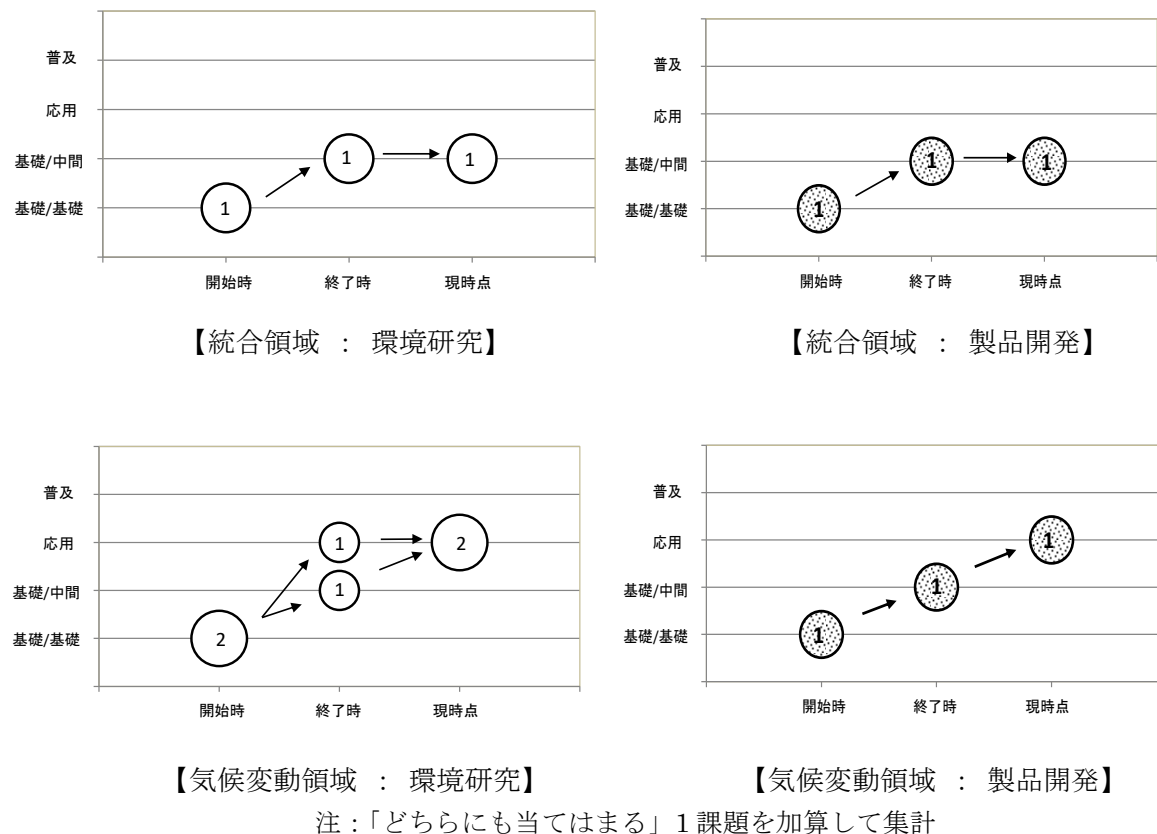 普及
応用
基礎/中間
基礎/基礎
1
1
1
開始時 終了時 現時点
【統合領域 : 環境研究】
普及
応用
基礎/中間
基礎/基礎
1
1
1
開始時 終了時 現時点
【統合領域 : 製品開発】
普及
応用
基礎/中間
基礎/基礎
2
1
1
2
開始時 終了時 現時点
【気候変動領域 : 環境研究】
普及
応用
基礎/中間
基礎/基礎
1
1
1
開始時 終了時 現時点
【気候変動領域 : 製品開発】
注:「どちらにも当てはまる」1課題を加算して集計